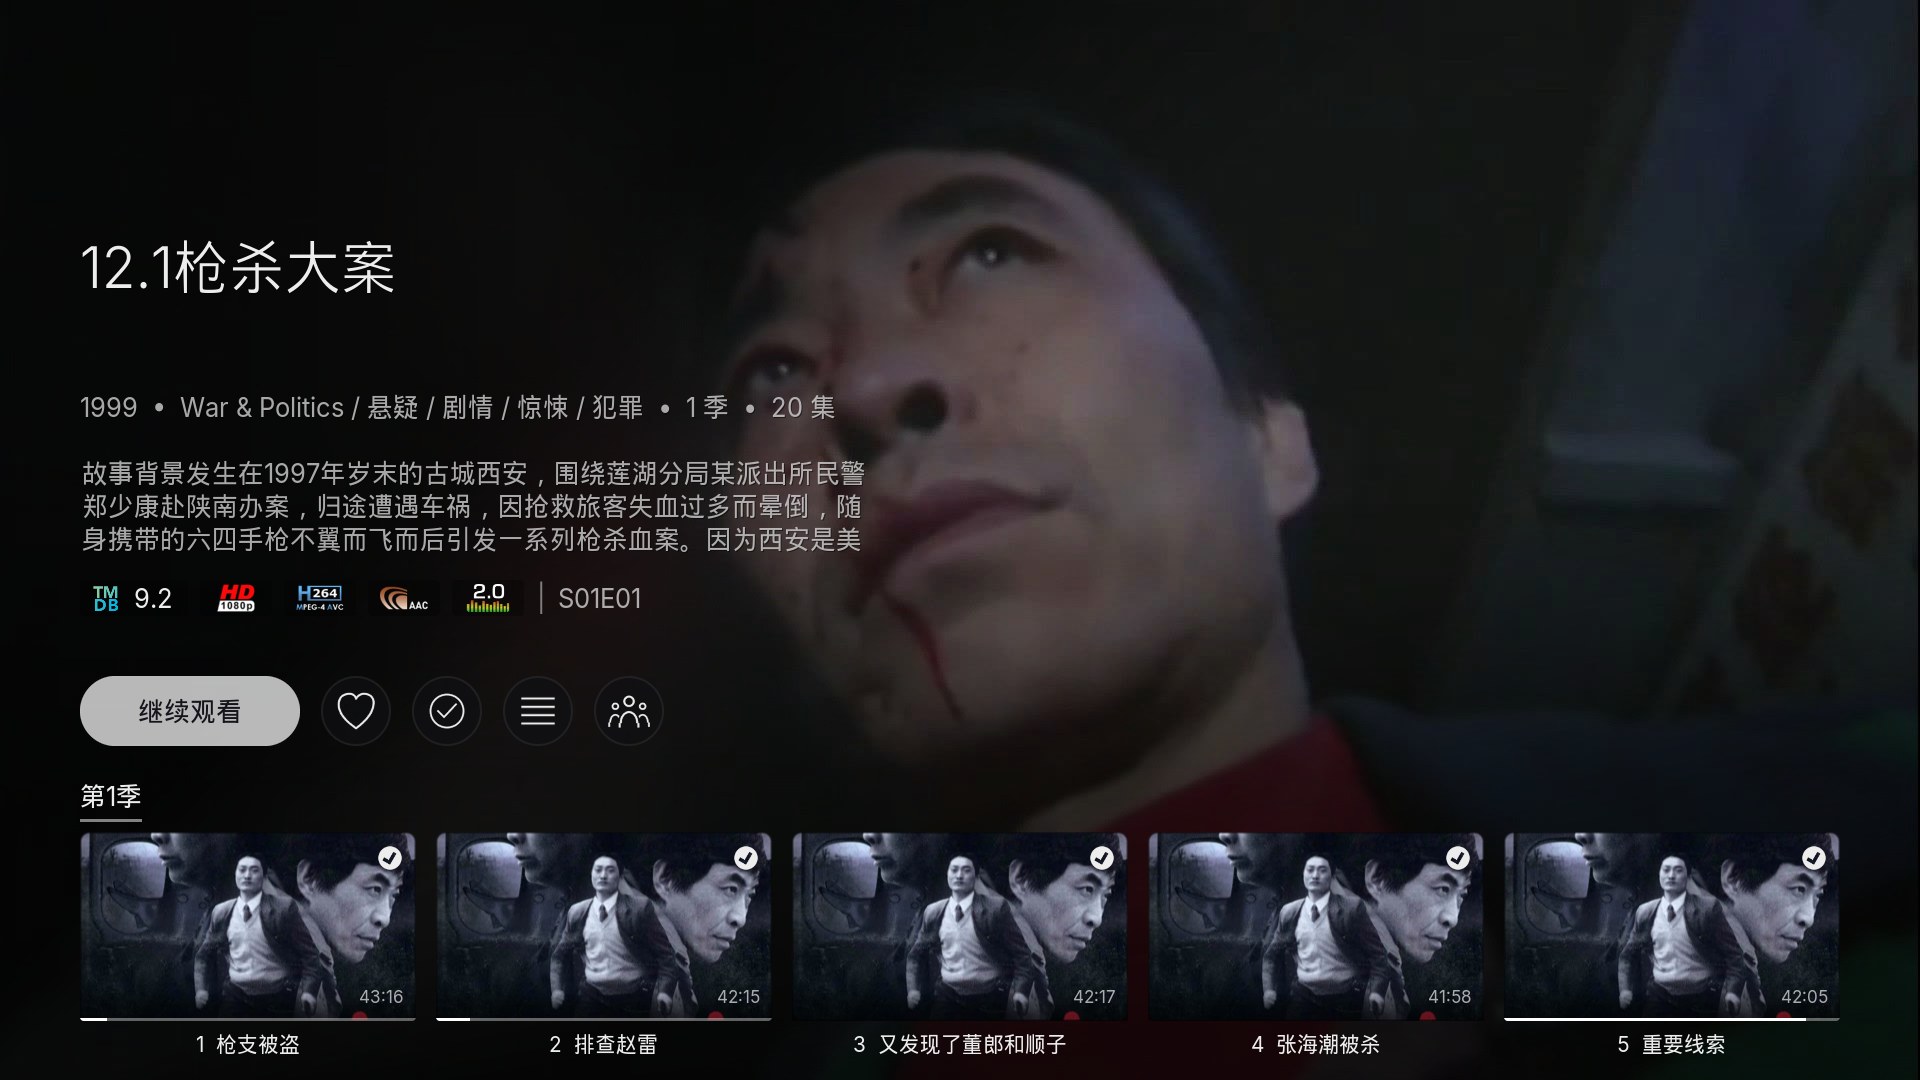 12.1枪杀大案
1999 • War & Politics / 悬疑 / 剧情 / 惊悚 / 犯罪 • 1 季 • 20 集
故事背景发生在1997年岁末的古城西安，围绕莲湖分局某派出所民警
郑少康赴陕南办案，归途遭遇车祸，因抢救旅客失血过多而晕倒，随
身携带的六四手枪不翼而飞而后引发一系列枪杀血案。因为西安是美
TMDB 9.2 HD 1080p H264 MPEG-4 AVC AAC 2.0 | S01E01
继续观看
第1季
43:16 42:15 42:17 41:58 42:05
1 枪支被盗 2 排查赵雷 3 又发现了董郎和顺子 4 张海潮被杀 5 重要线索